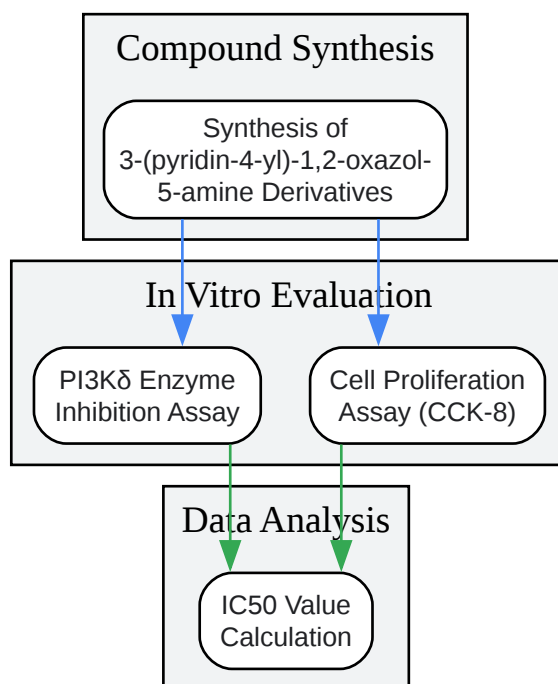 Compound Synthesis
Synthesis of
3-(pyridin-4-yl)-1,2-oxazol-
5-amine Derivatives
In Vitro Evaluation
PI3Kδ Enzyme
Inhibition Assay
Cell Proliferation
Assay (CCK-8)
Data Analysis
IC50 Value
Calculation